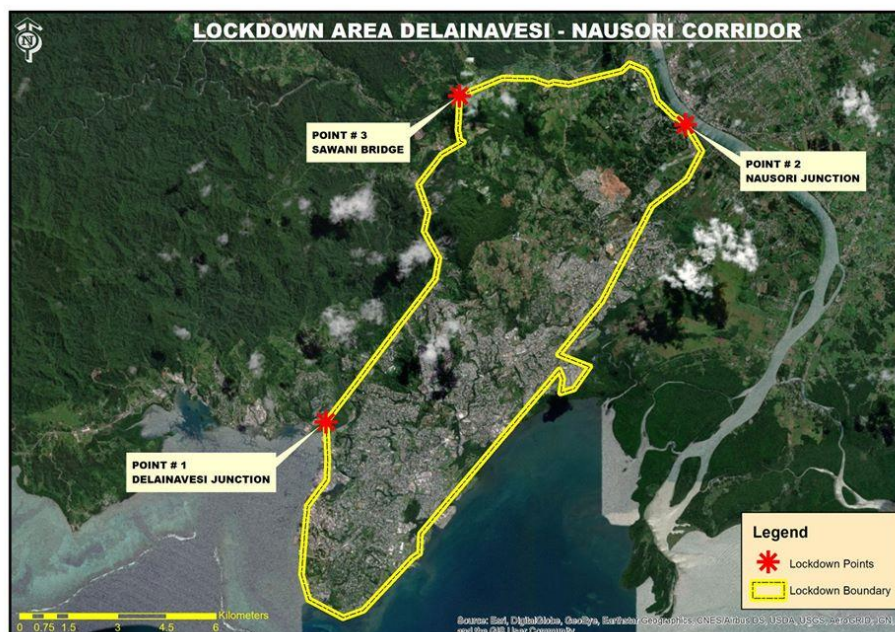 N
LOCKDOWN AREA DELAINAVESI - NAUSORI CORRIDOR
POINT # 3
SAWANI BRIDGE
POINT # 2
NAUSORI JUNCTION
POINT # 1
DELAINAVESI JUNCTION
Legend
Lockdown Points
Lockdown Boundary
Kilometers
0 0.75 1.5 3 4.5 6
Source: Esri, DigitalGlobe, GeoEye, Earthstar Geographics, CNES/Airbus DS, USDA, USGS, AeroGRID, IGN,
and the GIS User Community